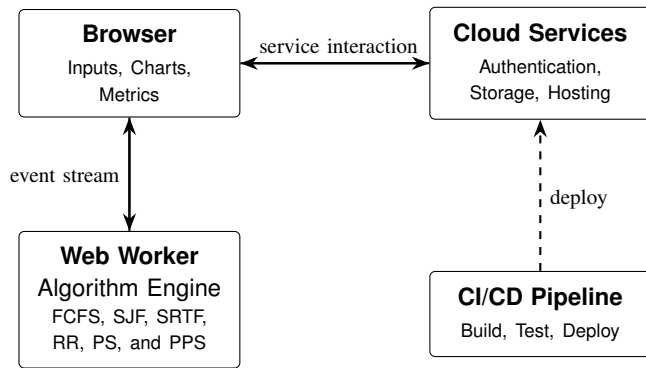 Browser
Inputs, Charts,
Metrics
service interaction
Cloud Services
Authentication,
Storage, Hosting
event stream
deploy
Web Worker
Algorithm Engine
FCFS, SJF, SRTF,
RR, PS, and PPS
CI/CD Pipeline
Build, Test, Deploy